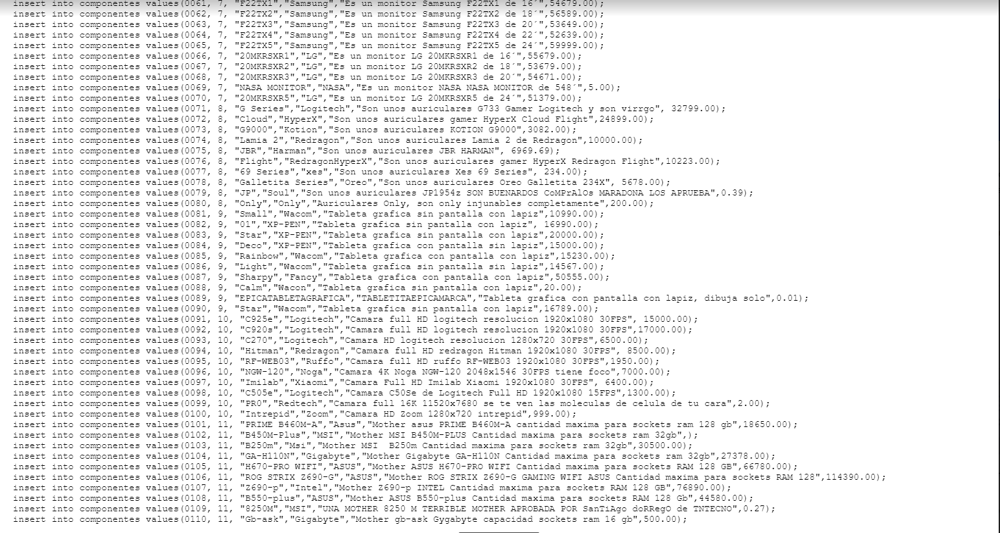 insert into componentes values(0061, 7, "F22TX1","Samsung","Es un monitor Samsung F22TX1 de 16´",54679.00);
insert into componentes values(0062, 7, "F22TX2","Samsung","Es un monitor Samsung F22TX2 de 18´",56589.00);
insert into componentes values(0063, 7, "F22TX3","Samsung","Es un monitor Samsung F22TX3 de 20´",53649.00);
insert into componentes values(0064, 7, "F22TX4","Samsung","Es un monitor Samsung F22TX4 de 22´",52639.00);
insert into componentes values(0065, 7, "F22TX5","Samsung","Es un monitor Samsung F22TX5 de 24´",59999.00);
insert into componentes values(0066, 7, "20MKRSXR1","LG","Es un monitor LG 20MKRSXR1 de 16´",55679.00);
insert into componentes values(0067, 7, "20MKRSXR2","LG","Es un monitor LG 20MKRSXR2 de 18´",53679.00);
insert into componentes values(0068, 7, "20MKRSXR3","LG","Es un monitor LG 20MKRSXR3 de 20´",54671.00);
insert into componentes values(0069, 7, "NASA MONITOR","NASA","Es un monitor NASA NASA MONITOR de 548´",5.00);
insert into componentes values(0070, 7, "20MKRSXR5","LG","Es un monitor LG 20MKRSXR5 de 24´",51379.00);
insert into componentes values(0071, 8, "G Series","Logitech","Son unos auriculares G733 Gamer Logitech y son virrgo", 32799.00);
insert into componentes values(0072, 8, "Cloud","HyperX","Son unos auriculares gamer HyperX Cloud Flight",24899.00);
insert into componentes values(0073, 8, "G9000","Kotion","Son unos auriculares KOTION G9000",3082.00);
insert into componentes values(0074, 8, "Lamia 2","Redragon","Son unos auriculares Lamia 2 de Redragon",10000.00);
insert into componentes values(0075, 8, "JBR","Harman","Son unos auriculares JBR HARMAN", 6969.69);
insert into componentes values(0076, 8, "Flight","RedragonHyperX","Son unos auriculares gamer HyperX Redragon Flight",10223.00);
insert into componentes values(0077, 8, "69 Series","xes","Son unos auriculares Xes 69 Series", 234.00);
insert into componentes values(0078, 8, "Galletita Series","Oreo","Son unos auriculares Oreo Galletita 234X", 5678.00);
insert into componentes values(0079, 8, "JP","Soul","Son unos auriculares JP1954z SON BUENARDOS CoMPrAlOs MARADONA LOS APRUEBA",0.39);
insert into componentes values(0080, 8, "Only","Only","Auriculares Only, son only injunables completamente",200.00);
insert into componentes values(0081, 9, "Small","Wacom","Tableta grafica sin pantalla con lapiz",10990.00);
insert into componentes values(0082, 9, "01","XP-PEN","Tableta grafica sin pantalla con lapiz", 16990.00);
insert into componentes values(0083, 9, "Star","XP-PEN","Tableta grafica sin pantalla con lapiz",20000.00);
insert into componentes values(0084, 9, "Deco","XP-PEN","Tableta grafica con pantalla sin lapiz",15000.00);
insert into componentes values(0085, 9, "Rainbow","Wacom","Tableta grafica con pantalla con lapiz",15230.00);
insert into componentes values(0086, 9, "Light","Wacom","Tableta grafica sin pantalla sin lapiz",14567.00);
insert into componentes values(0087, 9, "Sharpy","Fancy","Tableta grafica con pantalla con lapiz",50555.00);
insert into componentes values(0088, 9, "Calm","Wacon","Tableta grafica sin pantalla con lapiz",20.00);
insert into componentes values(0089, 9, "EPICATABLETAGRAFICA","TABLETITAEPICAMARCA","Tableta grafica con pantalla con lapiz, dibuja solo",0.01);
insert into componentes values(0090, 9, "Star","Wacom","Tableta grafica sin pantalla con lapiz",16789.00);
insert into componentes values(0091, 10, "C925e","Logitech","Camara full HD logitech resolucion 1920x1080 30FPS", 15000.00);
insert into componentes values(0092, 10, "C920s","Logitech","Camara full HD logitech resolucion 1920x1080 30FPS",17000.00);
insert into componentes values(0093, 10, "C270","Logitech","Camara HD logitech resolucion 1280x720 30FPS",6500.00);
insert into componentes values(0094, 10, "Hitman","Redragon","Camara full HD redragon Hitman 1920x1080 30FPS", 8500.00);
insert into componentes values(0095, 10, "RF-WEB03","Ruffo","Camara full HD ruffo RF-WEB03 1920x1080 30FPS",1950.00);
insert into componentes values(0096, 10, "NGW-120","Noga","Camara 4K Noga NGW-120 2048x1546 30FPS tiene foco",7000.00);
insert into componentes values(0097, 10, "Imilab","Xiaomi","Camara Full HD Imilab Xiaomi 1920x1080 30FPS", 6400.00);
insert into componentes values(0098, 10, "C505e","Logitech","Camara C50Se de Logitech Full HD 1920x1080 15FPS",1300.00);
insert into componentes values(0099, 10, "PR0","Redtech","Camara full 16K 11520x7680 se te ven las moleculas de celula de tu cara",2.00);
insert into componentes values(0100, 10, "Intrepid","Zoom","Camara HD Zoom 1280x720 intrepid",999.00);
insert into componentes values(0101, 11, "PRIME B460M-A","Asus","Mother asus PRIME B460M-A cantidad maxima para sockets ram 128 gb",18650.00);
insert into componentes values(0102, 11, "B450M-Plus","MSI","Mother MSI B450M-PLUS Cantidad maxima para sockets ram 32gb",);
insert into componentes values(0103, 11, "B250m","Msi","Mother MSI  B250m Cantidad maxima para sockets ram 32gb",30500.00);
insert into componentes values(0104, 11, "GA-H110N","Gigabyte","Mother Gigabyte GA-H110N Cantidad maxima para sockets ram 32gb",27378.00);
insert into componentes values(0105, 11, "H670-PRO WIFI","ASUS","Mother ASUS H670-PRO WIFI Cantidad maxima para sockets RAM 128 GB",66780.00);
insert into componentes values(0106, 11, "ROG STRIX Z690-G","ASUS","Mother ROG STRIX Z690-G GAMING WIFI ASUS Cantidad maxima para sockets RAM 128",114390.00);
insert into componentes values(0107, 11, "Z690-p","Intel","Mother Z690-p INTEL Cantidad maxima para sockets RAM 128 GB",76890.00);
insert into componentes values(0108, 11, "B550-plus","ASUS","Mother ASUS B550-plus Cantidad maxima para sockets RAM 128 Gb",44580.00);
insert into componentes values(0109, 11, "8250M","MSI","UNA MOTHER 8250 M TERRIBLE MOTHER APROBADA POR SanTiAgo doRRegO de TNTECNO",0.27);
insert into componentes values(0110, 11, "Gb-ask","Gigabyte","Mother gb-ask Gygabyte capacidad sockets ram 16 gb",500.00);